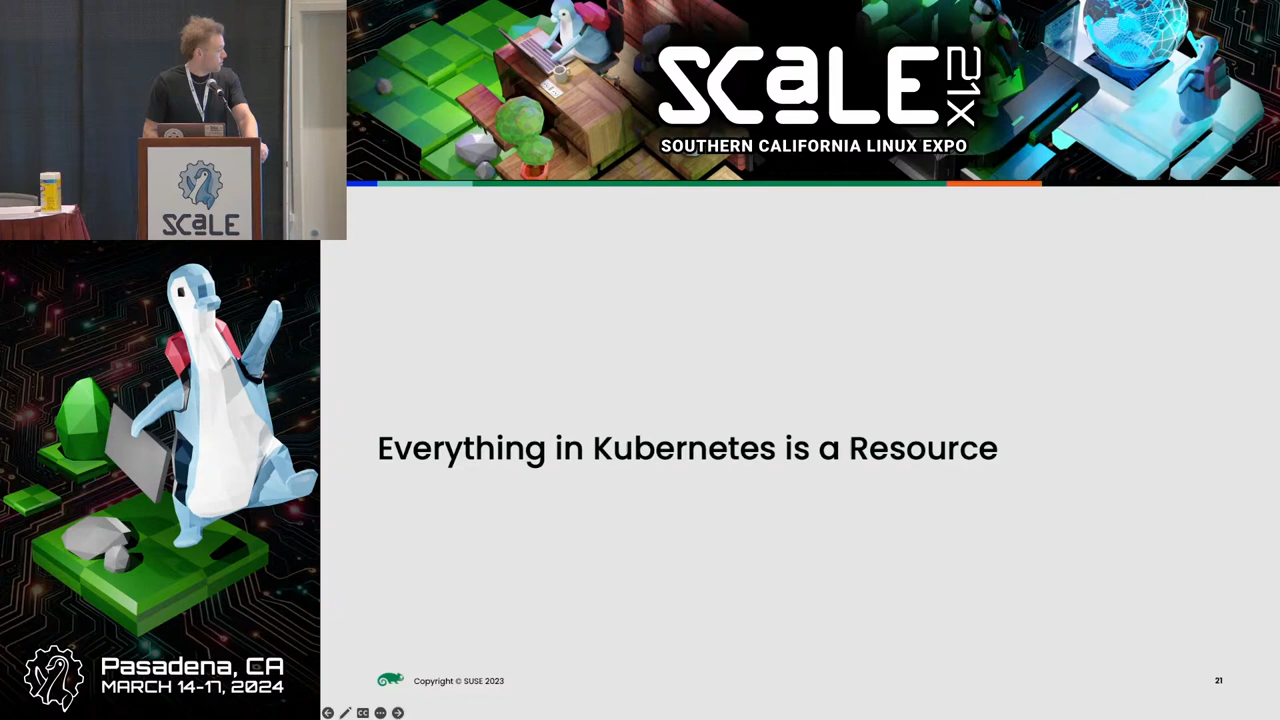 SCALE
21X
SOUTHERN CALIFORNIA LINUX EXPO
SCALE
Everything in Kubernetes is a Resource
Pasadena, CA
MARCH 14-17, 2024
Copyright © SUSE 2023
21
CC